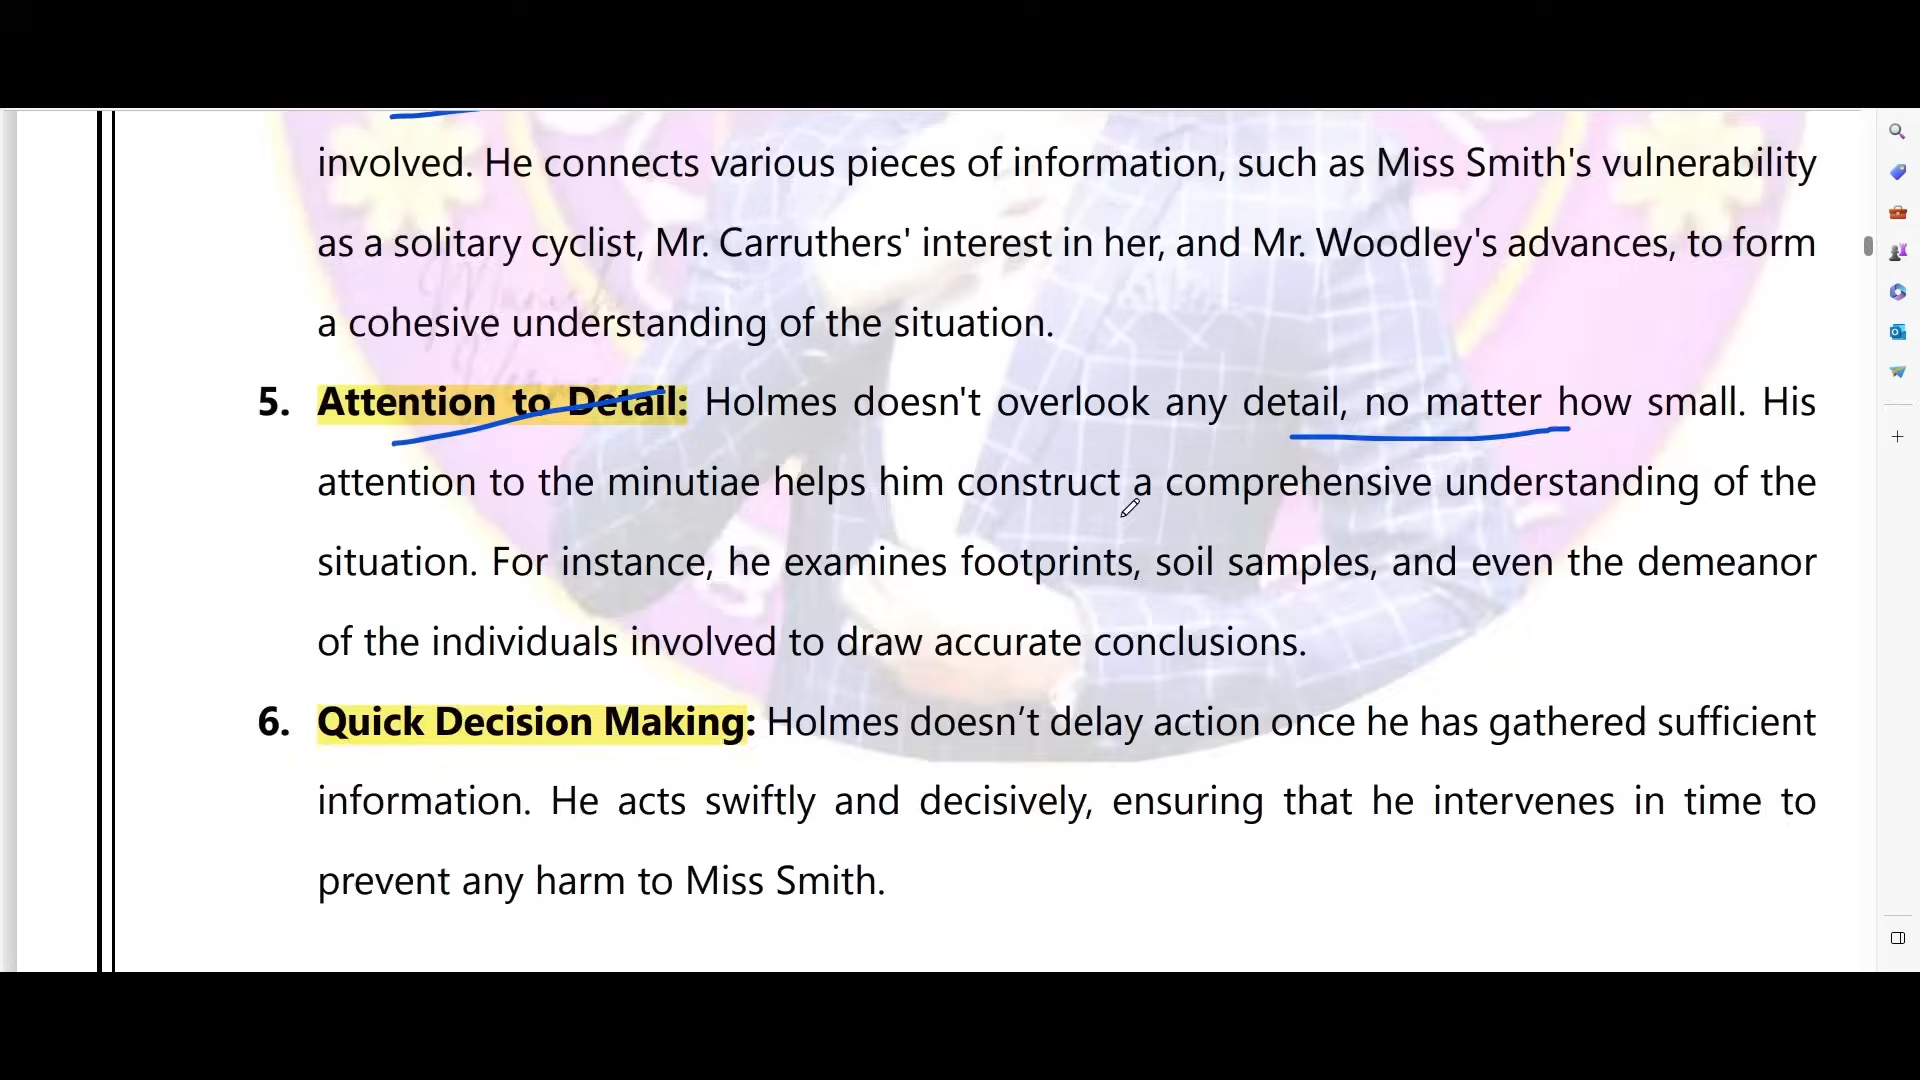 involved. He connects various pieces of information, such as Miss Smith's vulnerability
as a solitary cyclist, Mr. Carruthers' interest in her, and Mr. Woodley's advances, to form
a cohesive understanding of the situation.
5. Attention to Detail: Holmes doesn't overlook any detail, no matter how small. His
attention to the minutiae helps him construct a comprehensive understanding of the
situation. For instance, he examines footprints, soil samples, and even the demeanor
of the individuals involved to draw accurate conclusions.
6. Quick Decision Making: Holmes doesn’t delay action once he has gathered sufficient
information. He acts swiftly and decisively, ensuring that he intervenes in time to
prevent any harm to Miss Smith.